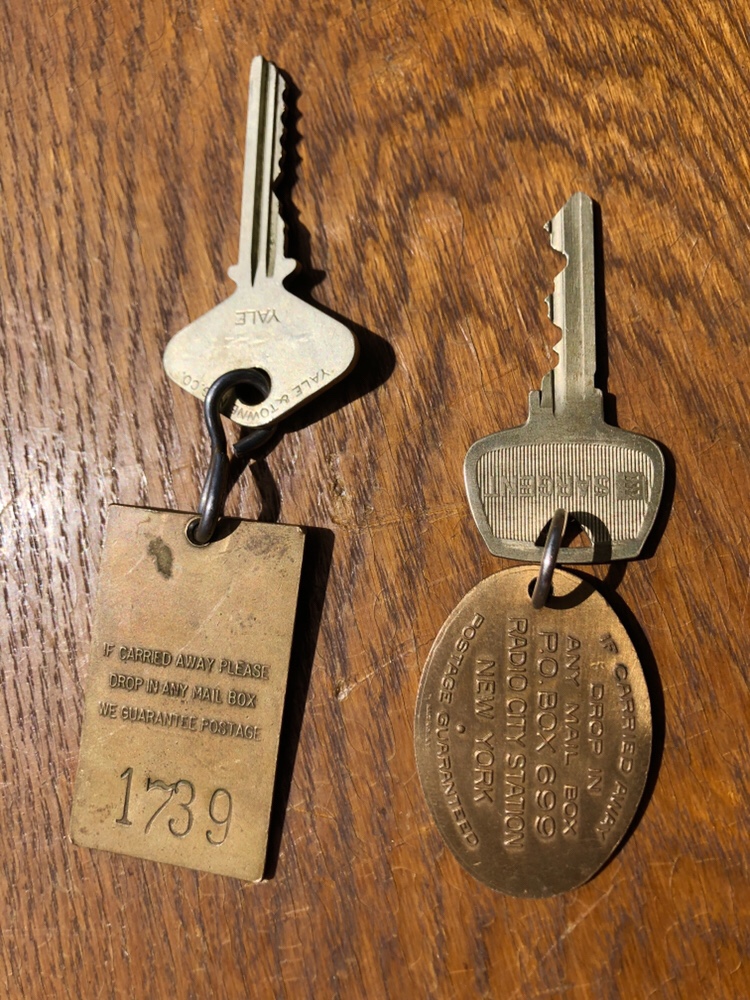 YALE
YALE & TOWNE
G. CO.
IF CARRIED AWAY PLEASE
DROP IN ANY MAIL BOX
WE GUARANTEE POSTAGE
1739
SARGENT
IF CARRIED AWAY
DROP IN
ANY MAIL BOX
P.O. BOX 699
RADIO CITY STATION
NEW YORK
POSTAGE GUARANTEED